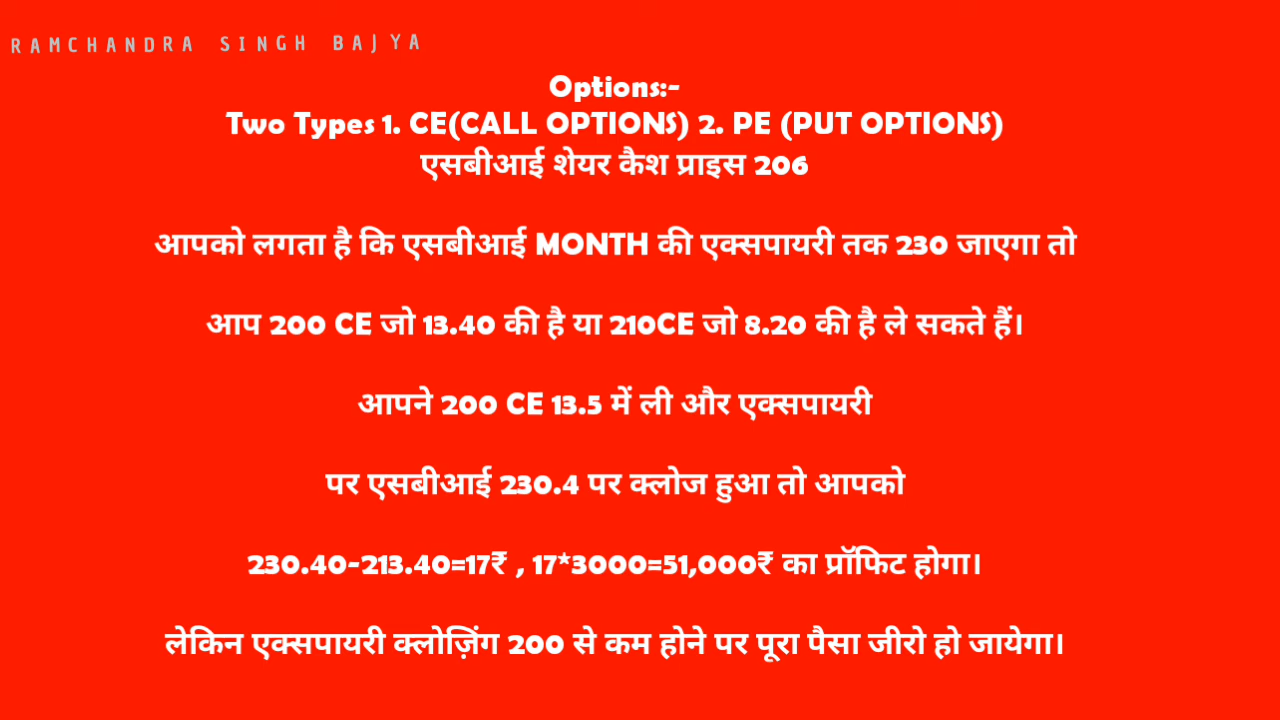 RAMCHANDRA SINGH BAJYA
Options:-
Two Types 1. CE(CALL OPTIONS) 2. PE (PUT OPTIONS)
एसबीआई शेयर कैश प्राइस 206
आपको लगता है कि एसबीआई MONTH की एक्सपायरी तक 230 जाएगा तो
आप 200 CE जो 13.40 की है या 210CE जो 8.20 की है ले सकते हैं।
आपने 200 CE 13.5 में ली और एक्सपायरी
पर एसबीआई 230.4 पर क्लोज हुआ तो आपको
230.40-213.40=17₹ , 17*3000=51,000₹ का प्रॉफिट होगा।
लेकिन एक्सपायरी क्लोज़िंग 200 से कम होने पर पूरा पैसा जीरो हो जायेगा।